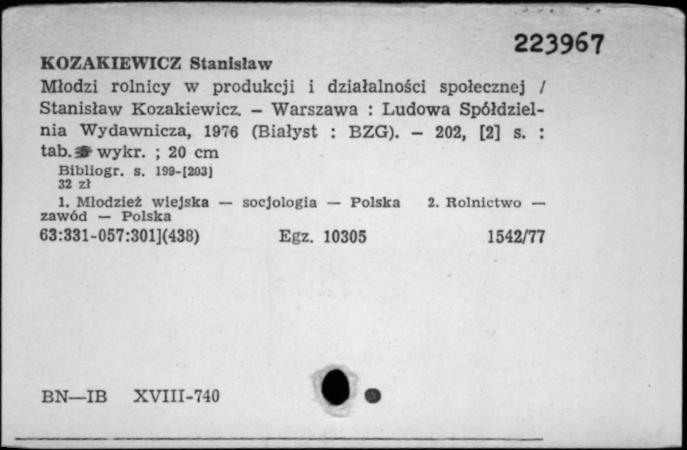 223967
KOZAKIEWICZ Stanisław
Młodzi rolnicy w produkcji i działalności społecznej /
Stanisław Kozakiewicz. — Warszawa : Ludowa Spółdziel-
nia Wydawnicza, 1976 (Białyst : BZG). — 202, [2] s. :
tab. wykr. ; 20 cm
Bibliogr. s. 199-[203]
32 zł
1. Młodzież wiejska — socjologia — Polska 2. Rolnictwo —
zawód — Polska
63:331-057:301](438) Egz. 10305 1542/77
BN—IB XVIII-740